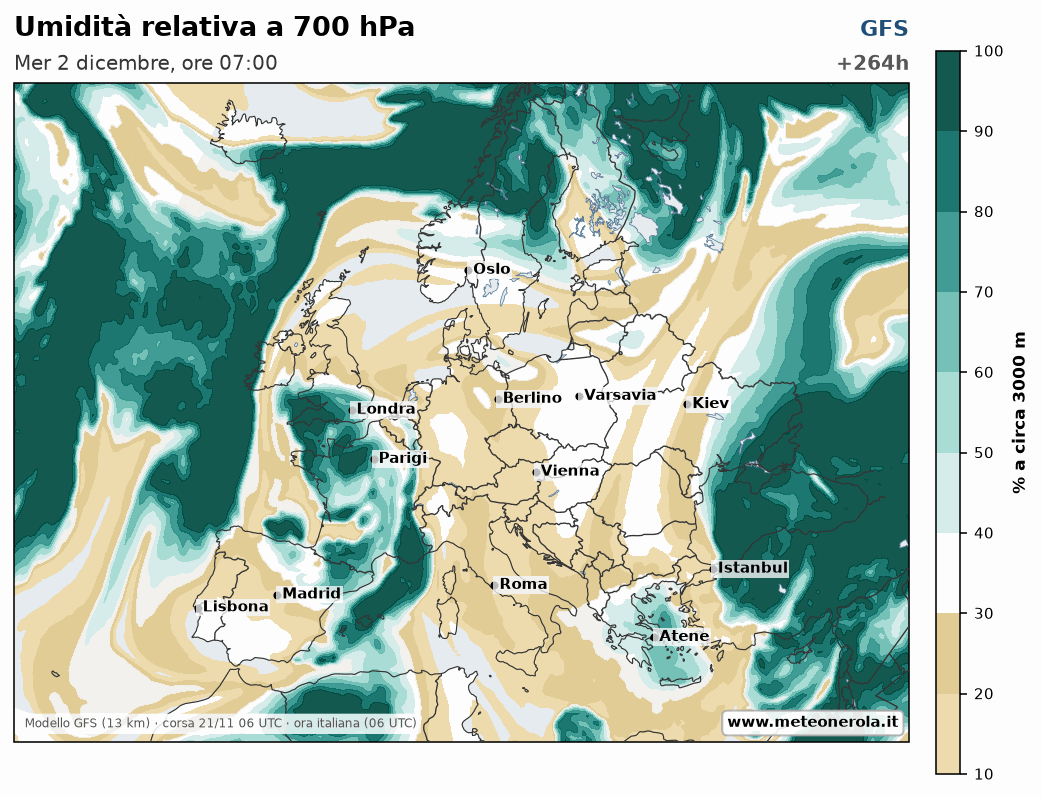 Umidità relativa a 700 hPa
GFS
Mer 2 dicembre, ore 07:00
+264h
100
90
80
70
60
50
40
30
20
10
% a circa 3000 m
Oslo
Berlino
Varsavia
Kiev
Londra
Parigi
Vienna
Istanbul
Roma
Madrid
Lisbona
Atene
Modello GFS (13 km) · corsa 21/11 06 UTC · ora italiana (06 UTC)
www.meteonerola.it